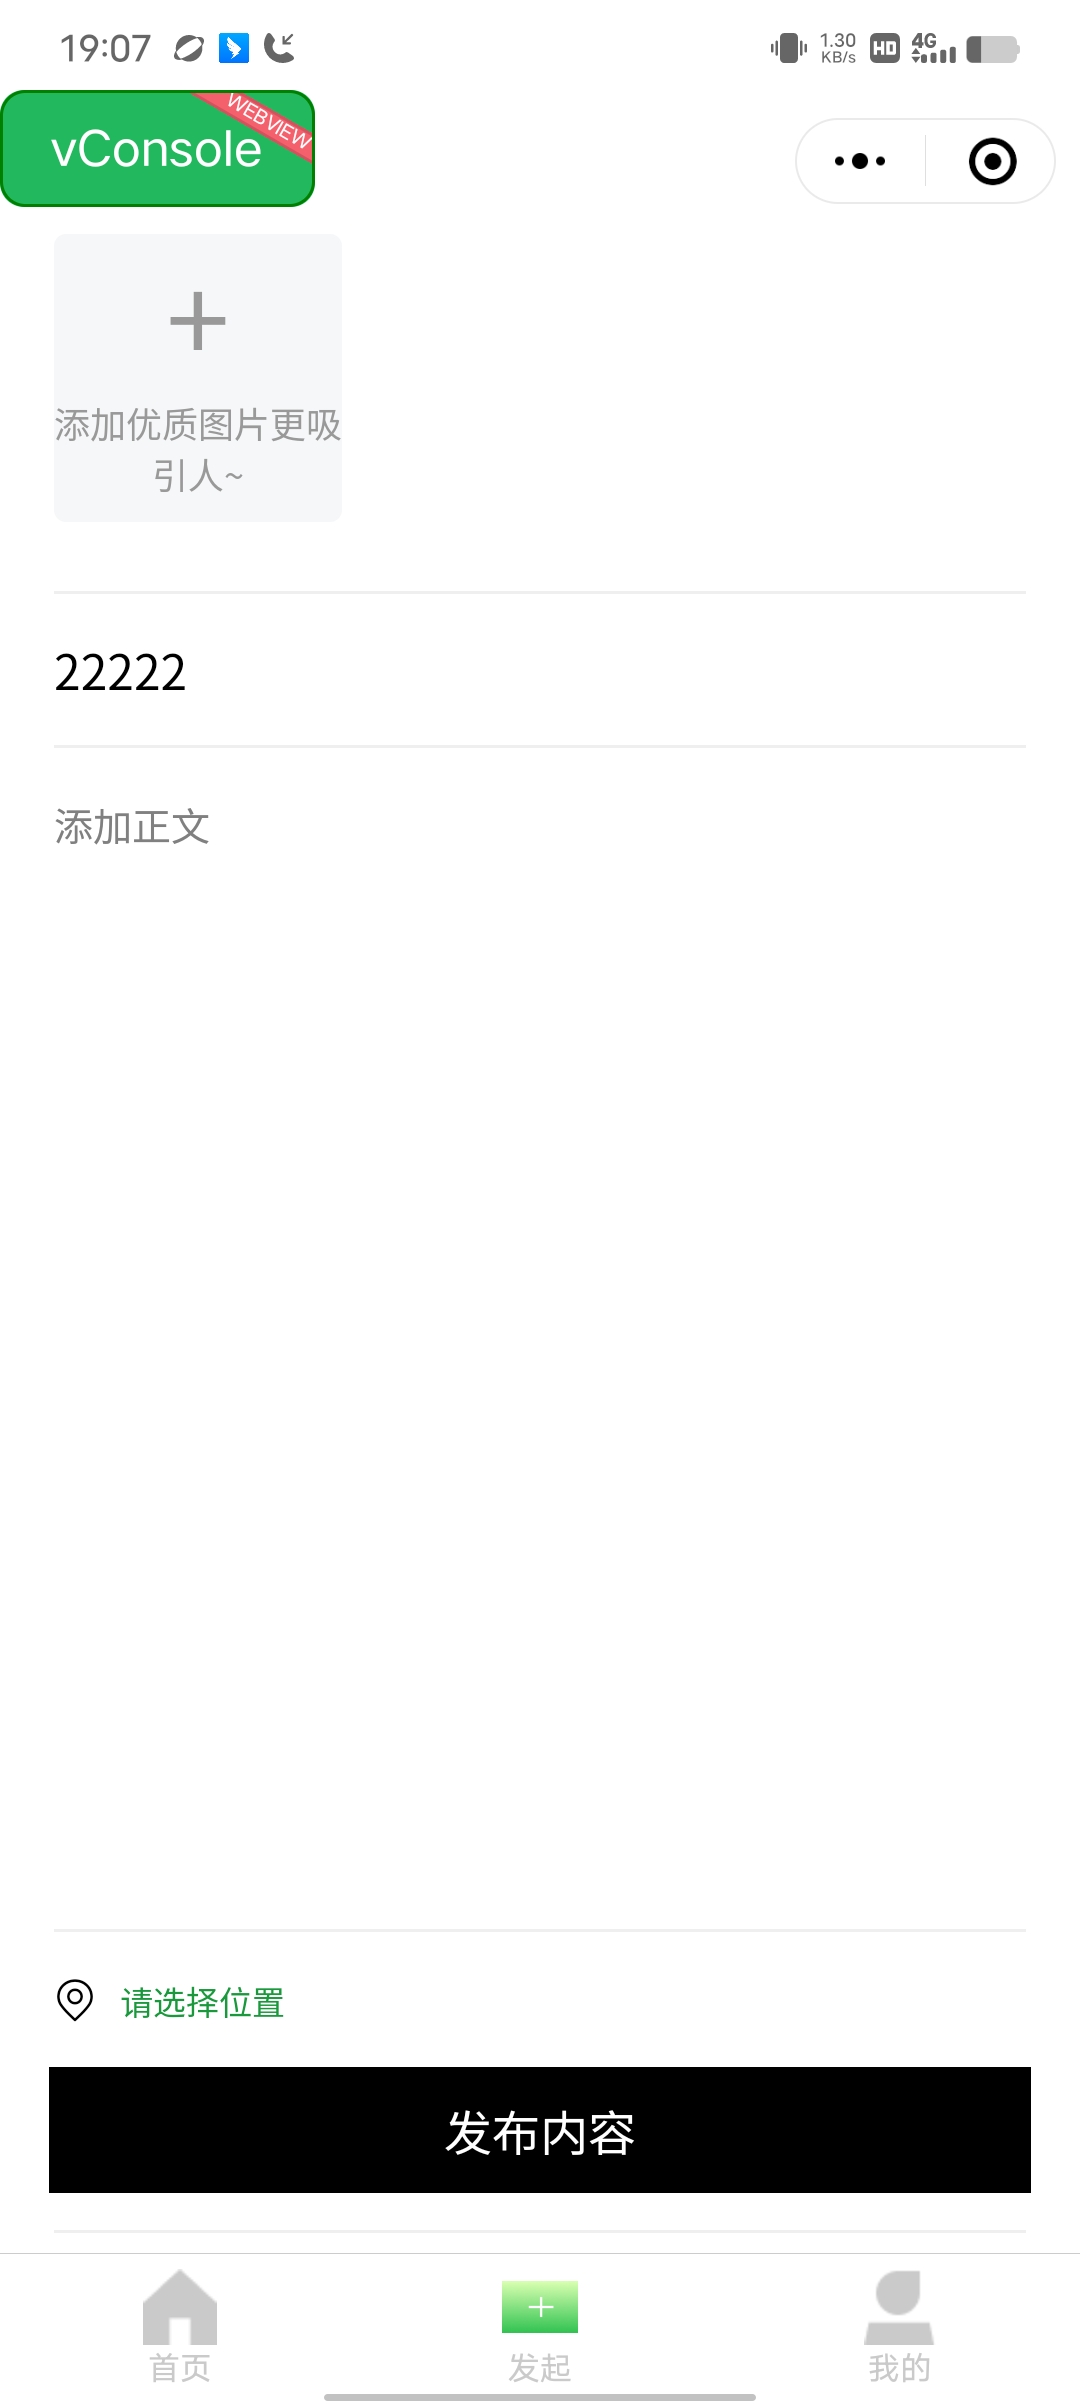 19:07
1.30
KB/s
HD
4G
vConsole
WEBVIEW
添加优质图片更吸
引人~
22222
添加正文
请选择位置
发布内容
首页
发起
我的